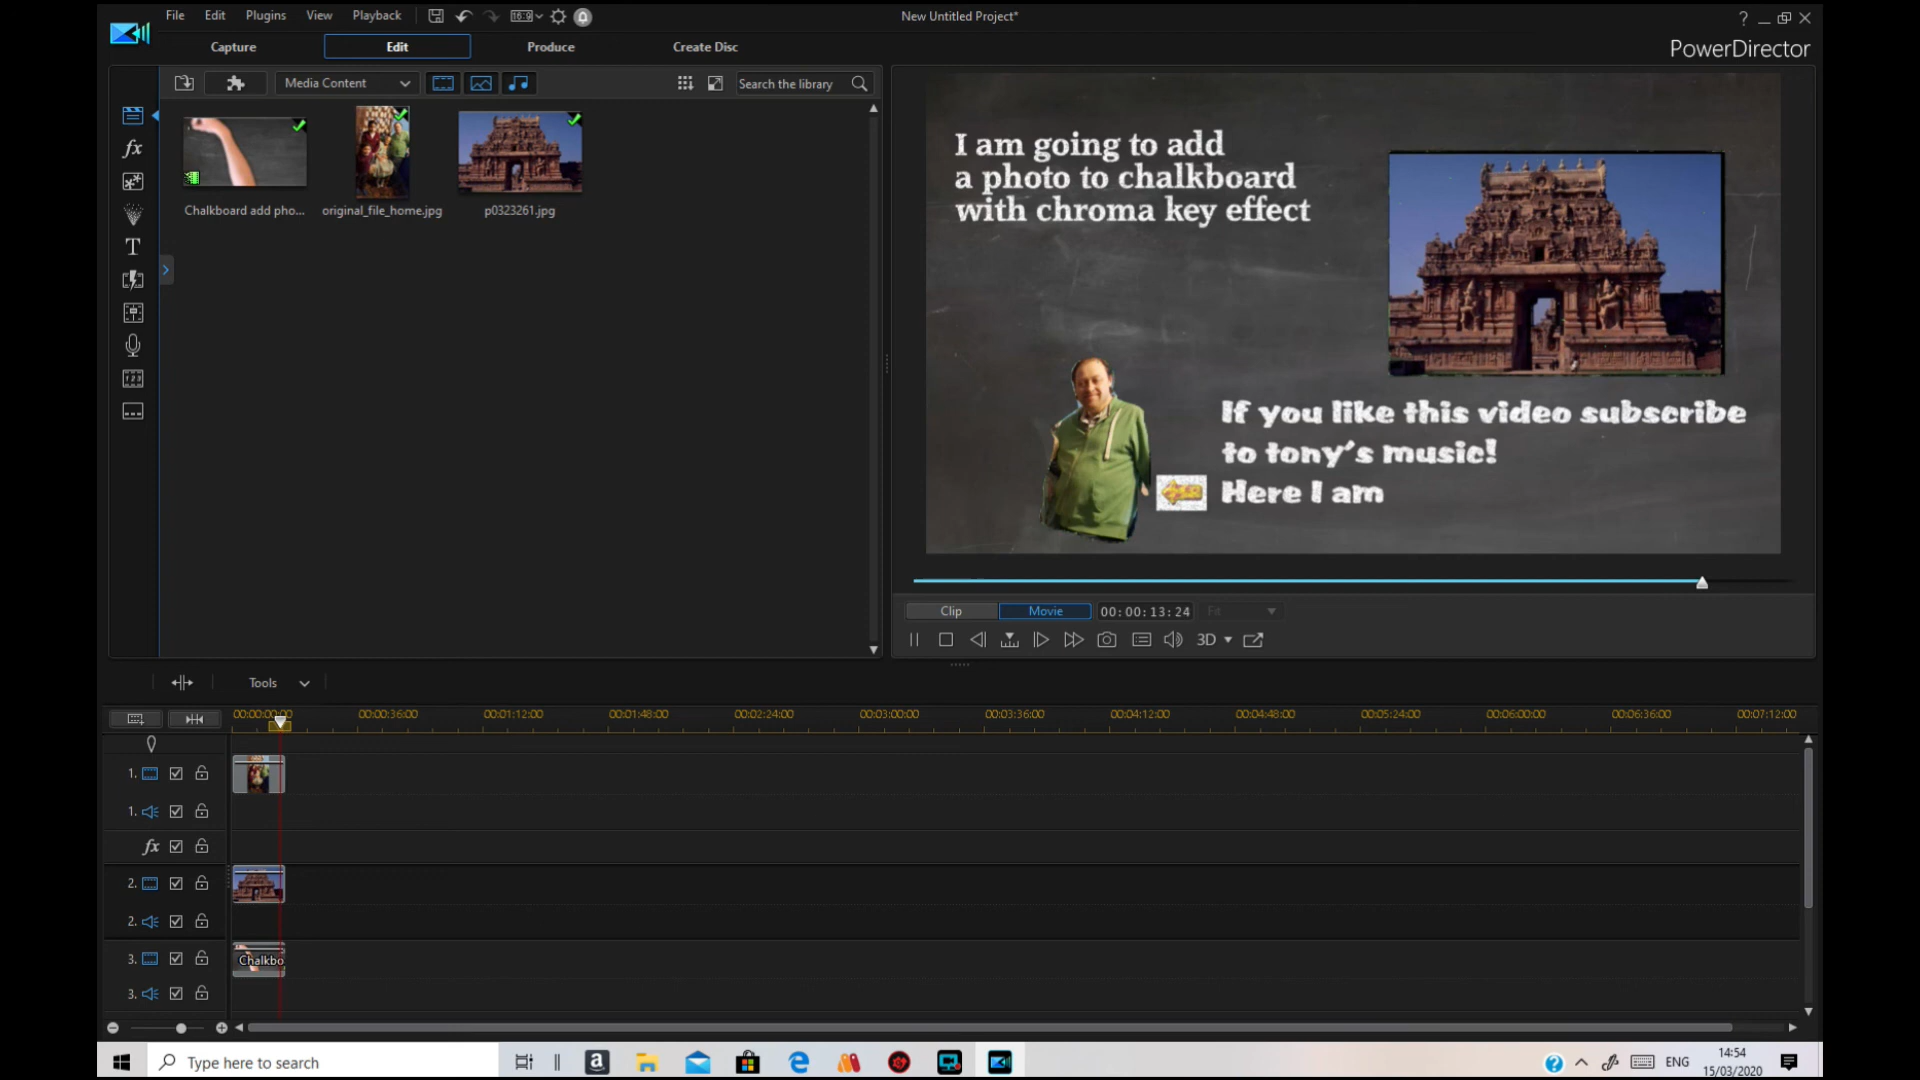 File Edit Plugins View Playback 16:9 New Untitled Project*
PowerDirector
Capture Edit Produce Create Disc
Media Content Search the library
Chalkboard add pho... original_file_home.jpg p0323261.jpg
I am going to add
a photo to chalkboard
with chroma key effect
If you like this video subscribe
to tony's music!
Here I am
Clip Movie 00:00:13:24 Fit
3D
Tools
00:00:00:00 00:00:36:00 00:01:12:00 00:01:48:00 00:02:24:00 00:03:00:00 00:03:36:00 00:04:12:00 00:04:48:00 00:05:24:00 00:06:00:00 00:06:36:00 00:07:12:00
1.
1.
fx
2.
2.
3. Chalkbo
3.
Type here to search
ENG 14:54
15/03/2020